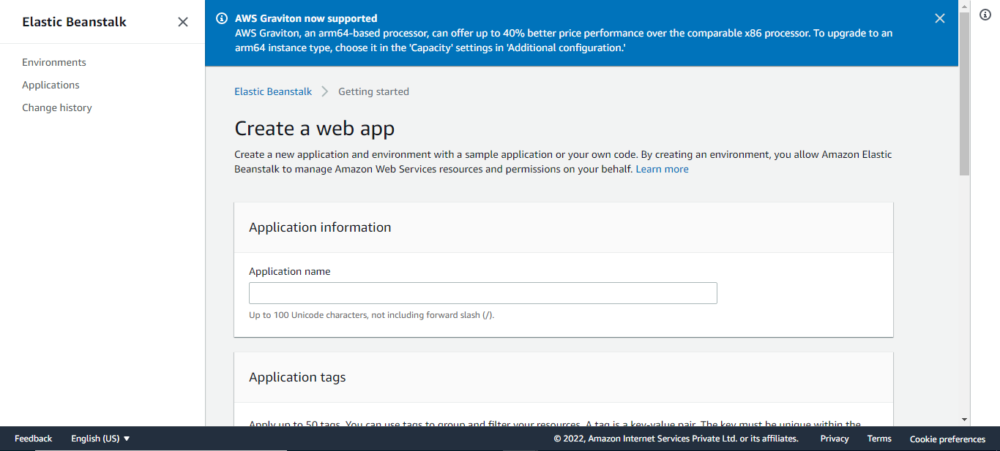 Elastic Beanstalk
Environments
Applications
Change history
AWS Graviton now supported
AWS Graviton, an arm64-based processor, can offer up to 40% better price performance over the comparable x86 processor. To upgrade to an
arm64 instance type, choose it in the 'Capacity' settings in 'Additional configuration.'
Elastic Beanstalk
Getting started
Create a web app
Create a new application and environment with a sample application or your own code. By creating an environment, you allow Amazon Elastic
Beanstalk to manage Amazon Web Services resources and permissions on your behalf. Learn more
Application information
Application name
Up to 100 Unicode characters, not including forward slash (/).
Application tags
Apply up to 50 tags. You can use tags to group and filter your resources. A tag is a key-value pair. The key must be unique within the
Feedback
English (US)
© 2022, Amazon Internet Services Private Ltd. or its affiliates.
Privacy
Terms
Cookie preferences